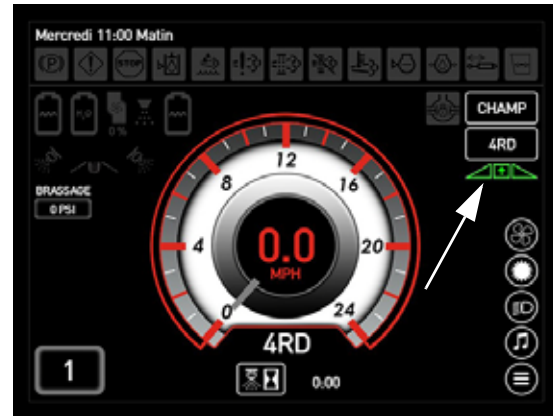 Mercredi 11:00 Matin
(P)
STOP
H₂O
0 %
CHAMP
4RD
BRASSAGE
0 PSI
0
4
8
12
16
20
24
0.0
MPH
4RD
1
0:00